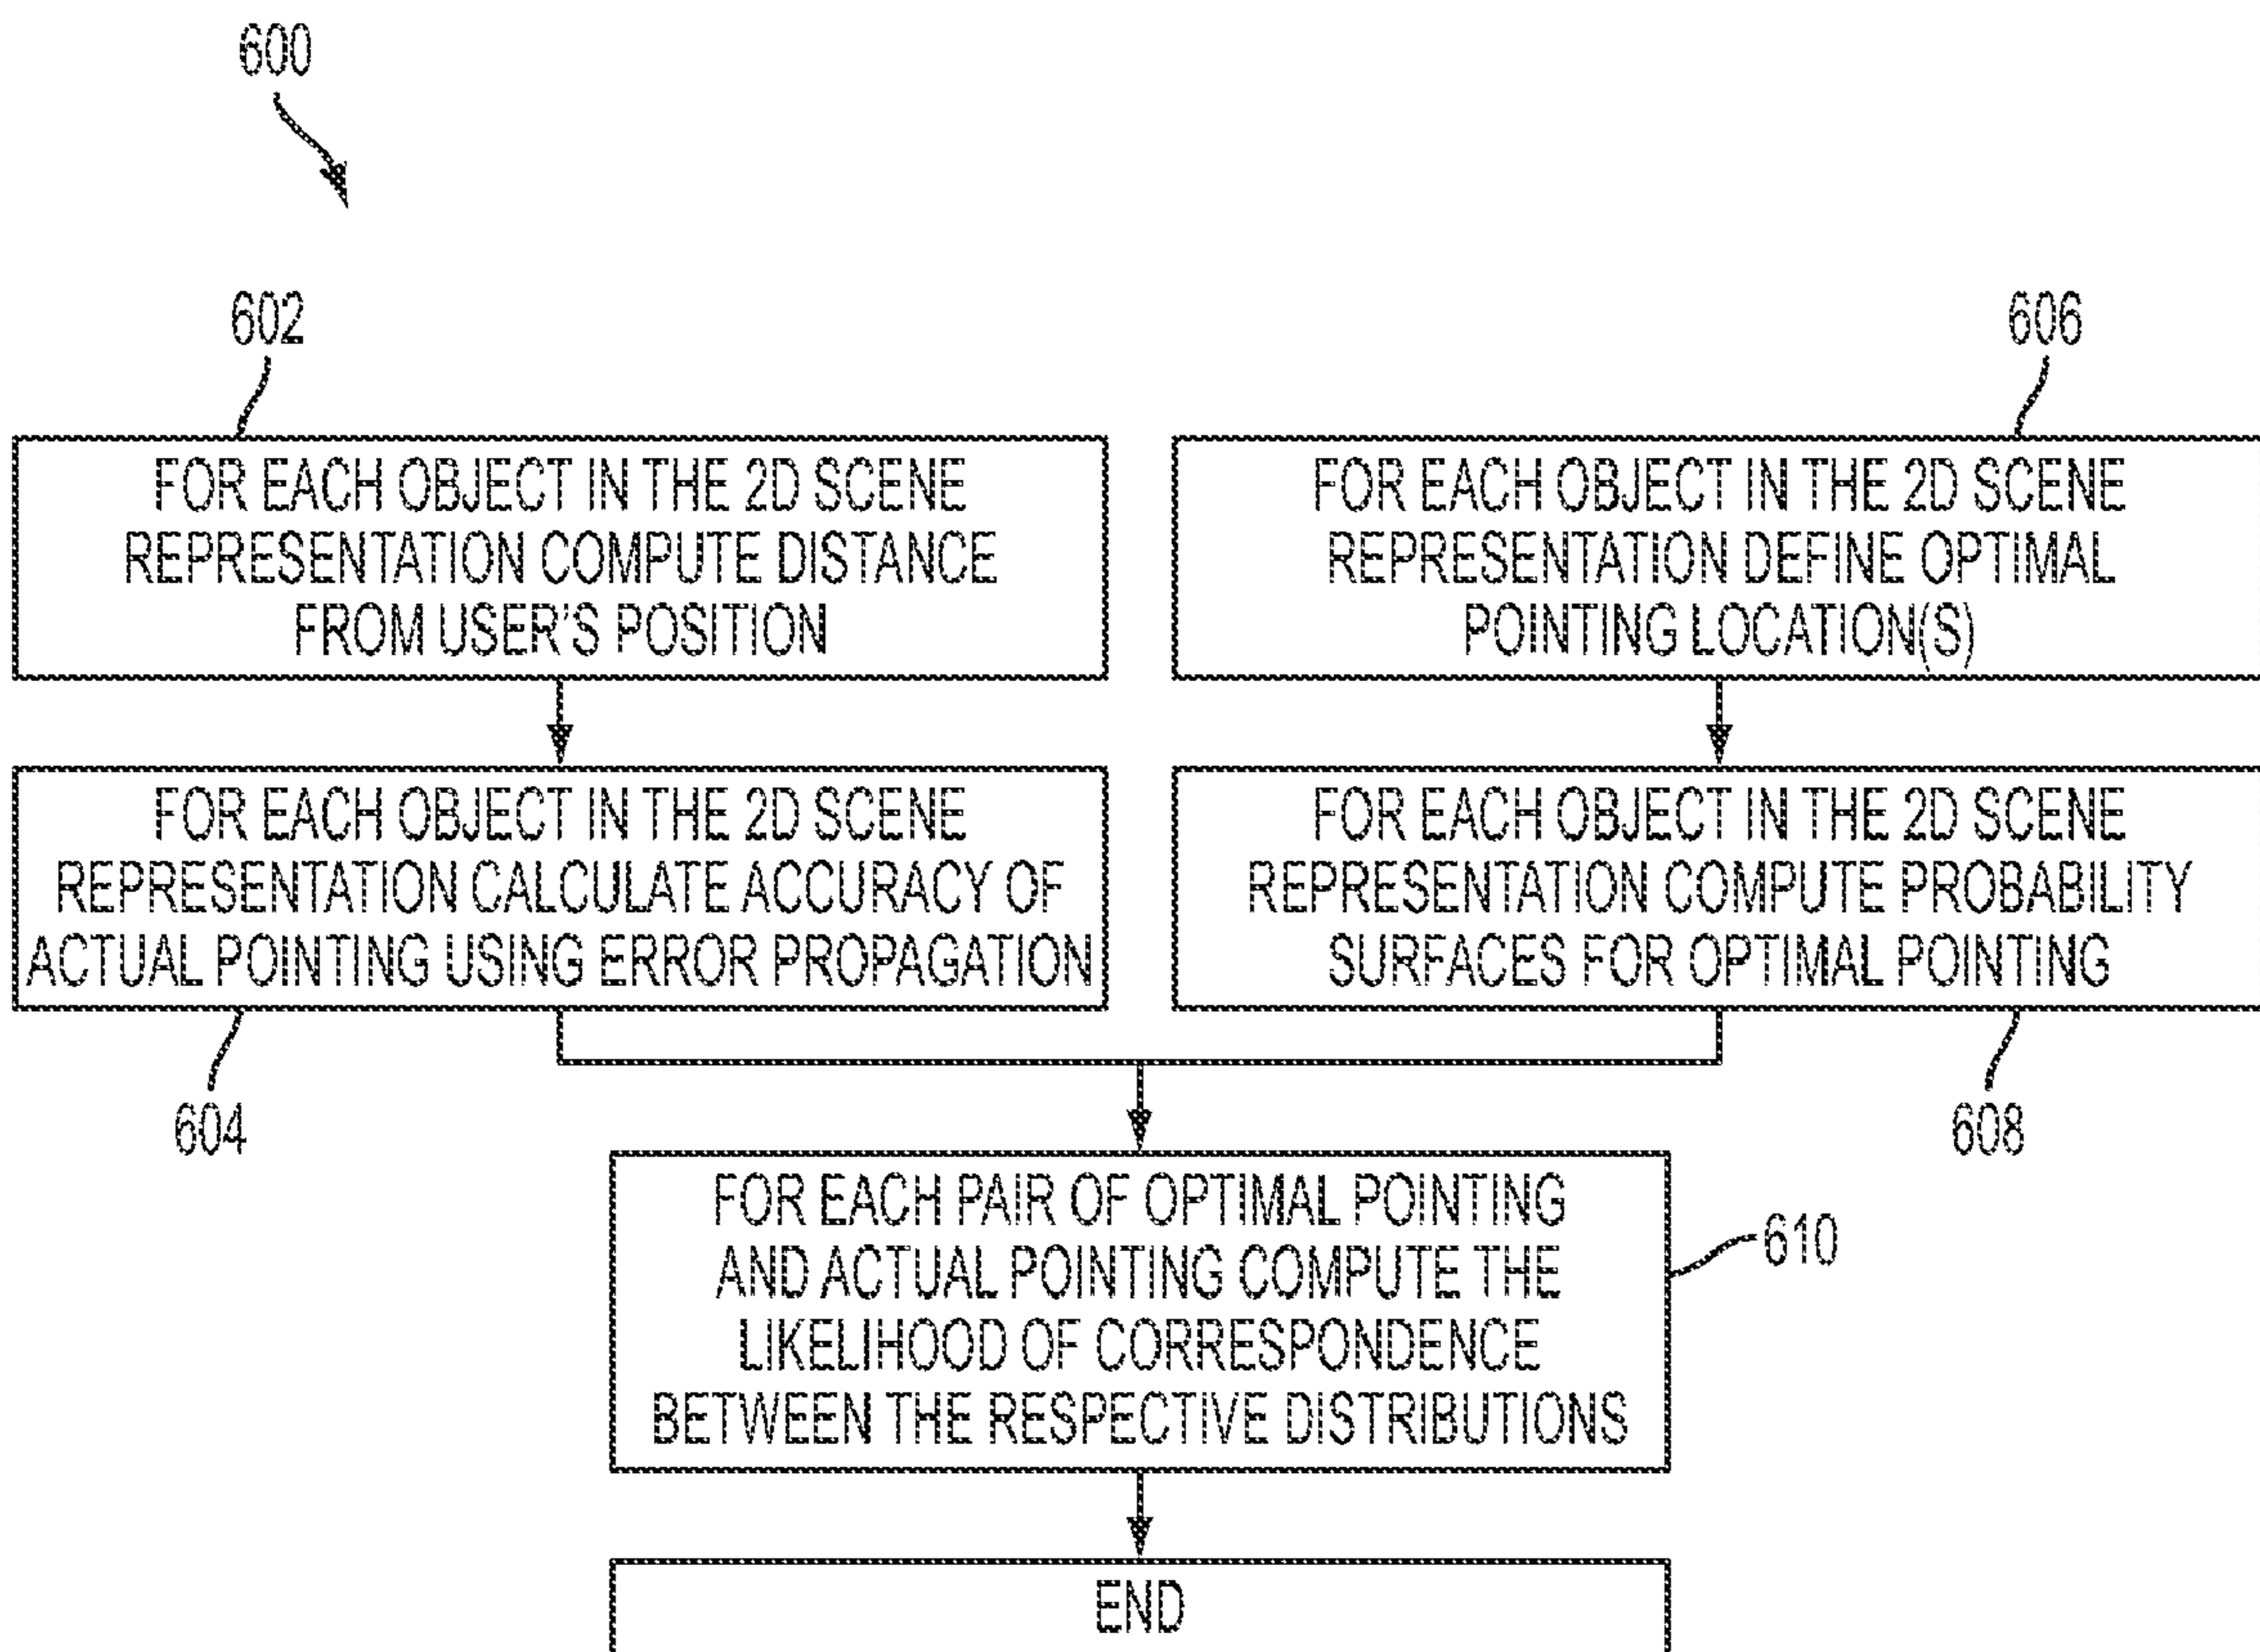 600
602
FOR EACH OBJECT IN THE 2D SCENE
REPRESENTATION COMPUTE DISTANCE
FROM USER'S POSITION
606
FOR EACH OBJECT IN THE 2D SCENE
REPRESENTATION DEFINE OPTIMAL
POINTING LOCATION(S)
FOR EACH OBJECT IN THE 2D SCENE
REPRESENTATION CALCULATE ACCURACY OF
ACTUAL POINTING USING ERROR PROPAGATION
604
FOR EACH OBJECT IN THE 2D SCENE
REPRESENTATION COMPUTE PROBABILITY
SURFACES FOR OPTIMAL POINTING
608
FOR EACH PAIR OF OPTIMAL POINTING
AND ACTUAL POINTING COMPUTE THE
LIKELIHOOD OF CORRESPONDENCE
BETWEEN THE RESPECTIVE DISTRIBUTIONS
610
END